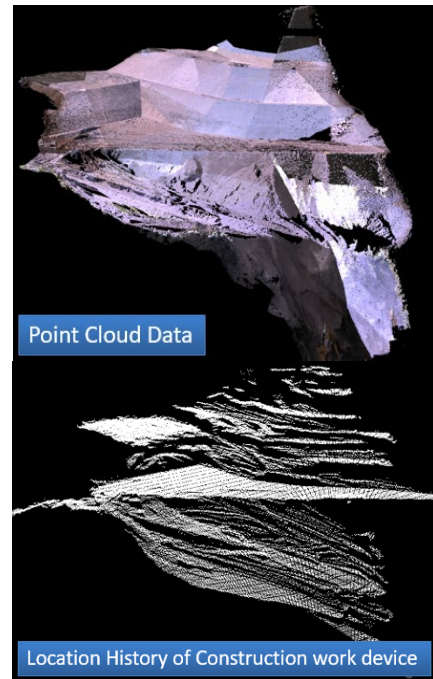 Point Cloud Data
Location History of Construction work device